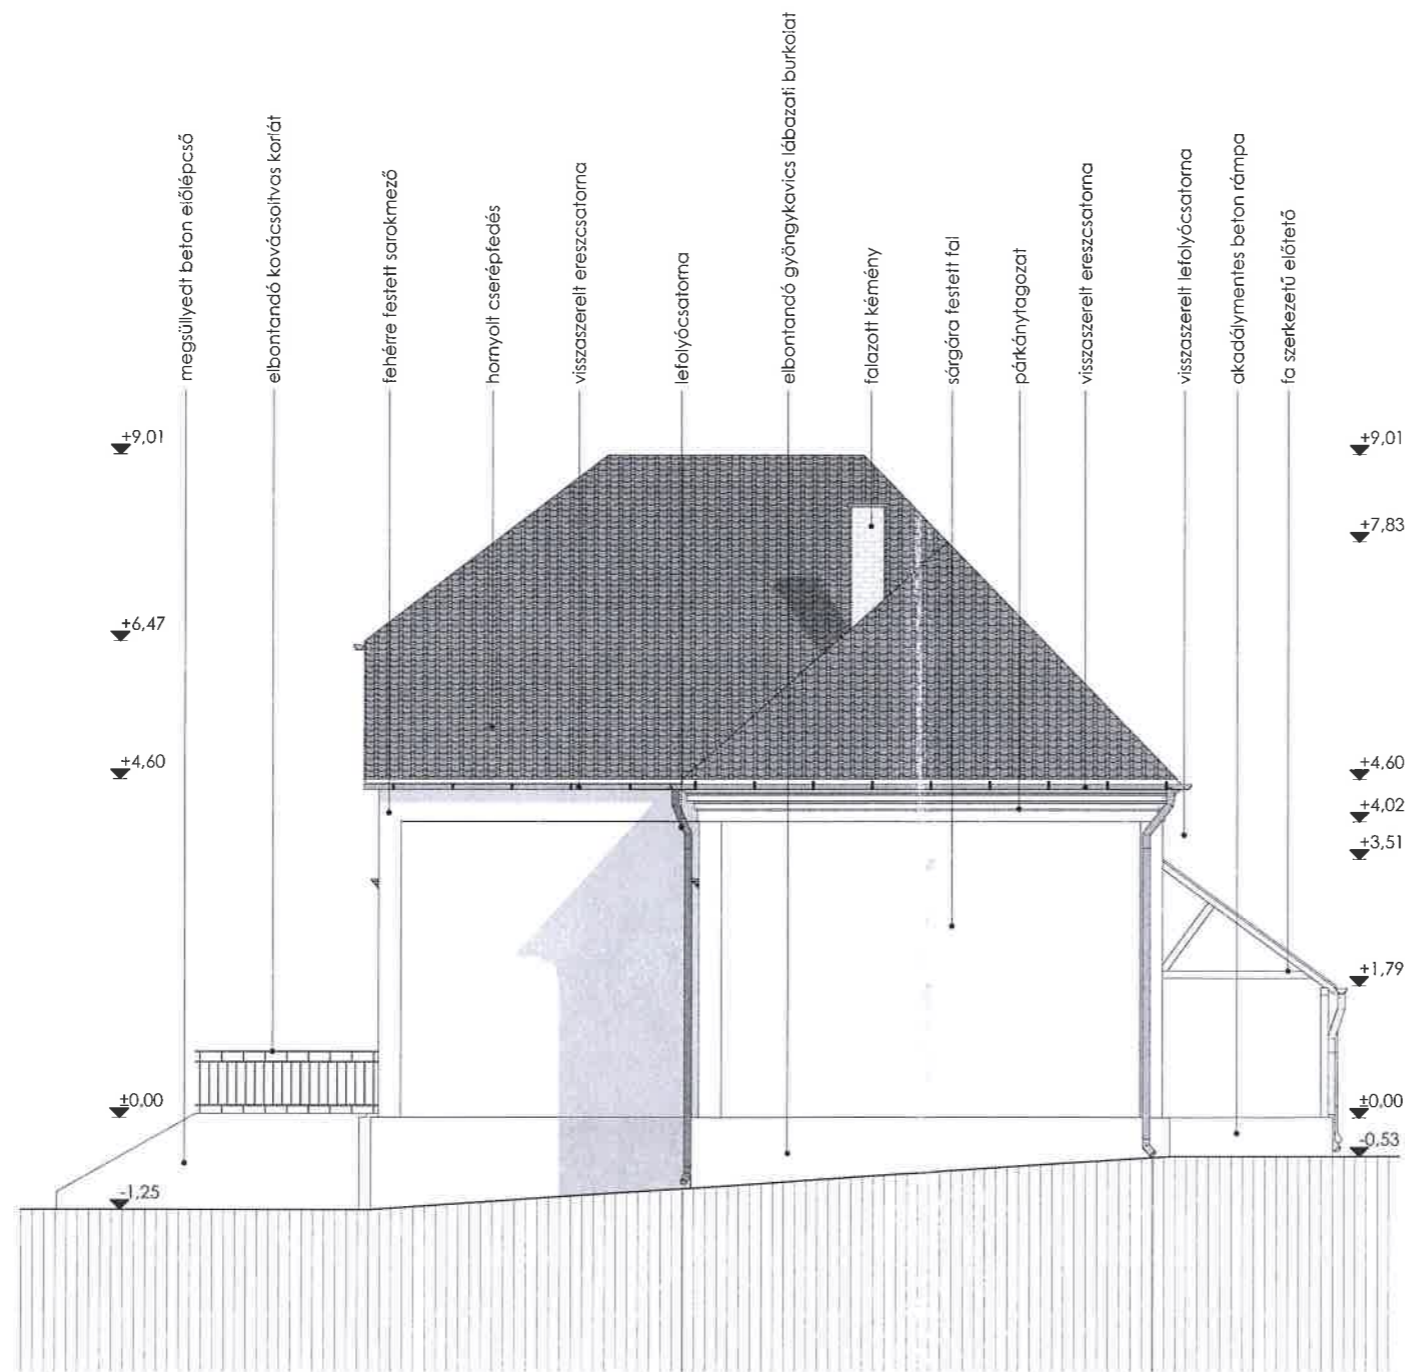 megsüllyedt beton előlépcső
elbontandó kovácsoltvas korlát
fehérre festett sarokmező
hornyolt cserépfedés
visszaszerelt ereszcsatorna
lefolyócsatorna
elbontandó gyöngykavics lábazati burkolat
falazott kémény
sárgára festett fal
párkánytagozat
visszaszerelt ereszcsatorna
visszaszerelt lefolyócsatorna
akadálymentes beton rámpa
fa szerkezetű előtető
+9,01
+6,47
+4,60
±0,00
-1,25
+9,01
+7,83
+4,60
+4,02
+3,51
+1,79
±0,00
-0,53